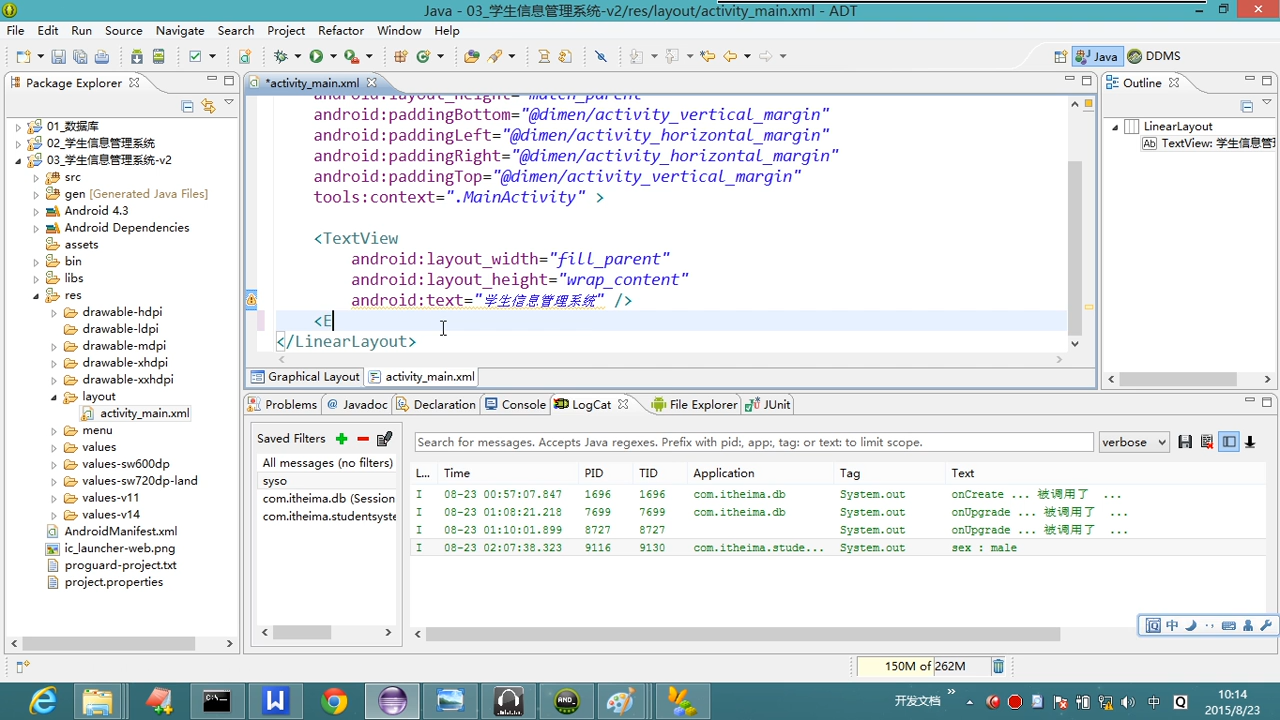 Java - 03_学生信息管理系统-v2/res/layout/activity_main.xml - ADT
File Edit Run Source Navigate Search Project Refactor Window Help
Java DDMS
Package Explorer
01_数据库
02_学生信息管理系统
03_学生信息管理系统-v2
src
gen [Generated Java Files]
Android 4.3
Android Dependencies
assets
bin
libs
res
drawable-hdpi
drawable-ldpi
drawable-mdpi
drawable-xhdpi
drawable-xxhdpi
layout
activity_main.xml
menu
values
values-sw600dp
values-sw720dp-land
values-v11
values-v14
AndroidManifest.xml
ic_launcher-web.png
proguard-project.txt
project.properties
*activity_main.xml
android:layout_height="match_parent"
android:paddingBottom="@dimen/activity_vertical_margin"
android:paddingLeft="@dimen/activity_horizontal_margin"
android:paddingRight="@dimen/activity_horizontal_margin"
android:paddingTop="@dimen/activity_vertical_margin"
tools:context=".MainActivity" >
<TextView
android:layout_width="fill_parent"
android:layout_height="wrap_content"
android:text="学生信息管理系统" />
<E
</LinearLayout>
Graphical Layout activity_main.xml
Outline
LinearLayout
Ab TextView: 学生信息管
Problems @ Javadoc Declaration Console LogCat File Explorer JUnit
Saved Filters
All messages (no filters)
syso
com.itheima.db (Session
com.itheima.studentsyste
Search for messages. Accepts Java regexes. Prefix with pid:, app:, tag: or text: to limit scope.
verbose
L... Time PID TID Application Tag Text
I 08-23 00:57:07.847 1696 1696 com.itheima.db System.out onCreate ... 被调用了 ...
I 08-23 01:08:21.218 7699 7699 com.itheima.db System.out onUpgrade ... 被调用了 ...
I 08-23 01:10:01.899 8727 8727 System.out onUpgrade ... 被调用了 ...
I 08-23 02:07:38.323 9116 9130 com.itheima.stude... System.out sex : male
中
150M of 262M
开发文档
中
10:14
2015/8/23